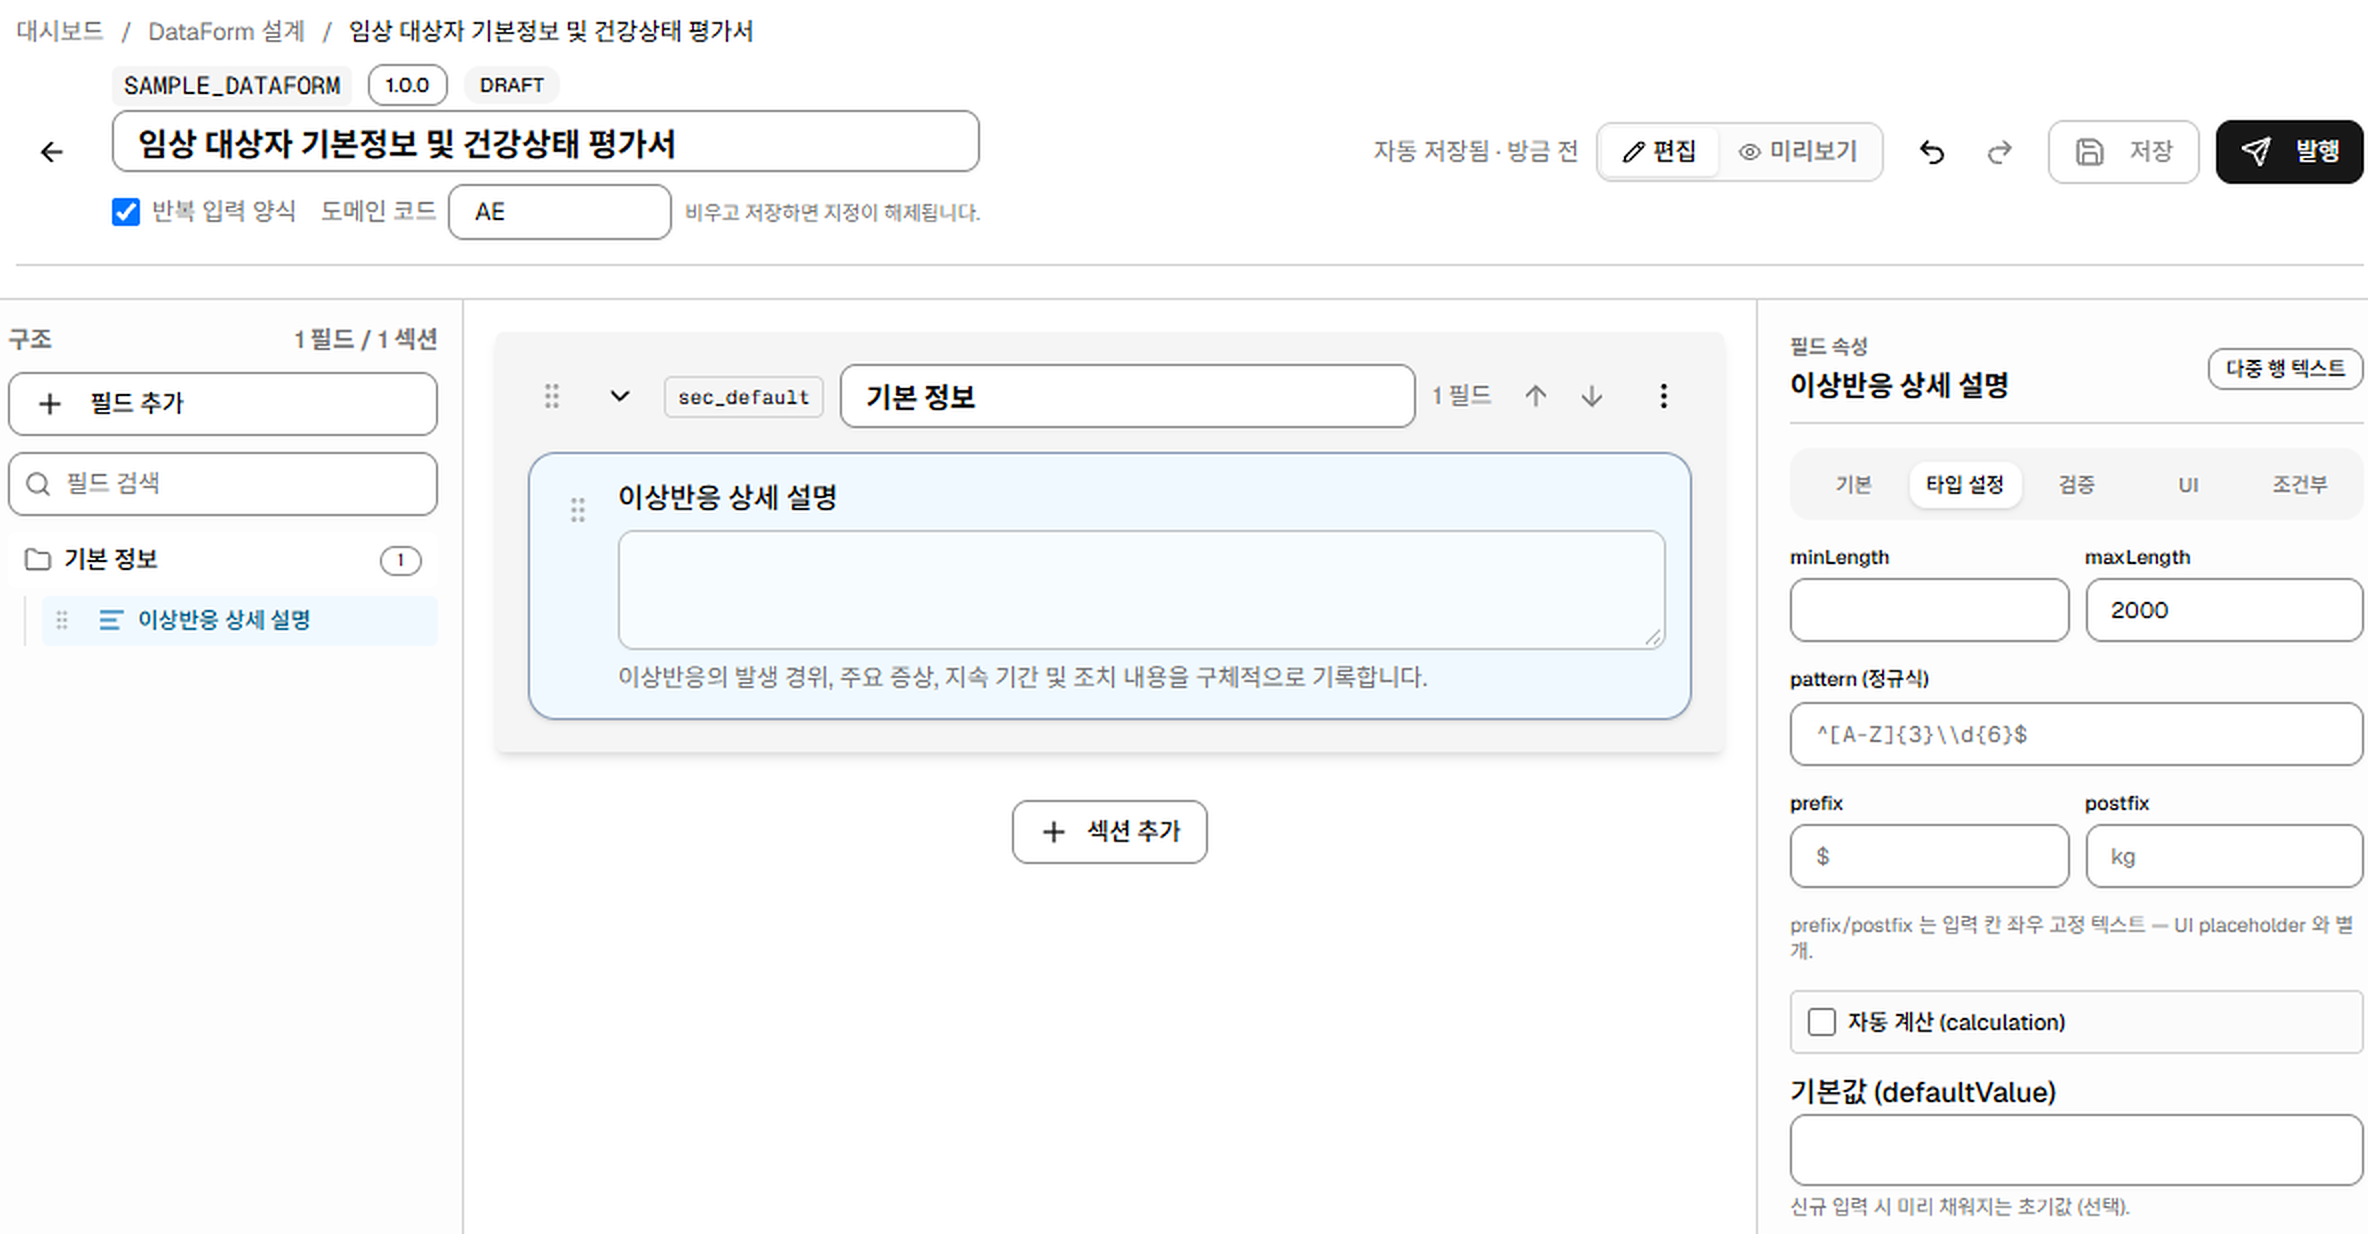 대시보드 / DataForm 설계 / 임상 대상자 기본정보 및 건강상태 평가서
SAMPLE_DATAFORM 1.0.0 DRAFT
임상 대상자 기본정보 및 건강상태 평가서
자동 저장됨 · 방금 전 편집 미리보기 저장 발행
반복 입력 양식 도메인 코드 AE 비우고 저장하면 지정이 해제됩니다.
구조 1 필드 / 1 섹션
필드 추가
필드 검색
기본 정보 1
이상반응 상세 설명
sec_default 기본 정보 1 필드
이상반응 상세 설명
이상반응의 발생 경위, 주요 증상, 지속 기간 및 조치 내용을 구체적으로 기록합니다.
섹션 추가
필드 속성
이상반응 상세 설명 다중 행 텍스트
기본 타입 설정 검증 UI 조건부
minLength maxLength
2000
pattern (정규식)
^[A-Z]{3}\\d{6}$
prefix postfix
$ kg
prefix/postfix 는 입력 칸 좌우 고정 텍스트 — UI placeholder 와 별
개.
자동 계산 (calculation)
기본값 (defaultValue)
신규 입력 시 미리 채워지는 초기값 (선택).